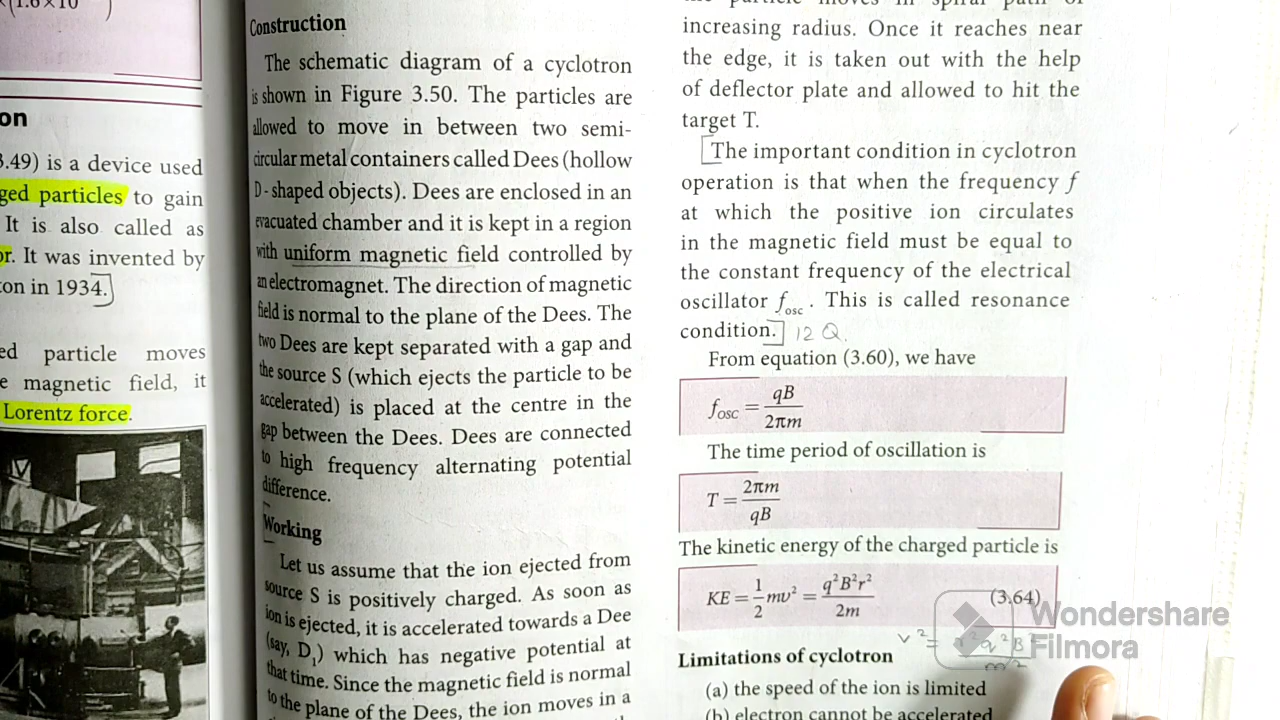 on
3.49) is a device used
ged particles to gain
It is also called as
or. It was invented by
ton in 1934.
ed particle moves
e magnetic field, it
Lorentz force.
Construction
The schematic diagram of a cyclotron
is shown in Figure 3.50. The particles are
allowed to move in between two semi-
circular metal containers called Dees (hollow
D-shaped objects). Dees are enclosed in an
evacuated chamber and it is kept in a region
with uniform magnetic field controlled by
an electromagnet. The direction of magnetic
field is normal to the plane of the Dees. The
two Dees are kept separated with a gap and
the source S (which ejects the particle to be
accelerated) is placed at the centre in the
gap between the Dees. Dees are connected
to high frequency alternating potential
difference.
Working
Let us assume that the ion ejected from
source S is positively charged. As soon as
ion is ejected, it is accelerated towards a Dee
(say, D₁) which has negative potential at
that time. Since the magnetic field is normal
to the plane of the Dees, the ion moves in a
the particle moves in spiral path of
increasing radius. Once it reaches near
the edge, it is taken out with the help
of deflector plate and allowed to hit the
target T.
The important condition in cyclotron
operation is that when the frequency f
at which the positive ion circulates
in the magnetic field must be equal to
the constant frequency of the electrical
oscillator f_osc. This is called resonance
condition. 12 Q.
From equation (3.60), we have
f_OSC = qB / 2πm
The time period of oscillation is
T = 2πm / qB
The kinetic energy of the charged particle is
KE = 1/2 mv² = q²B²r² / 2m (3.64)
Wondershare
Filmora
Limitations of cyclotron
(a) the speed of the ion is limited
(b) electron cannot be accelerated